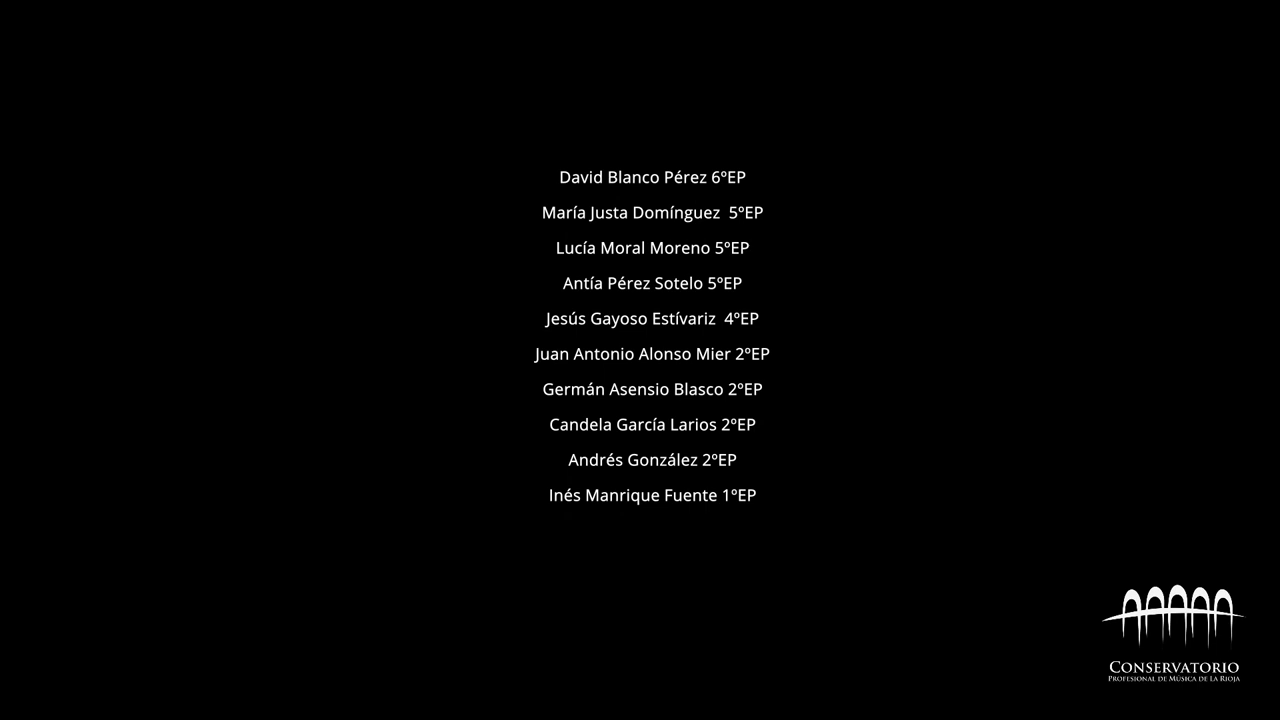 David Blanco Pérez 6ºEP
María Justa Domínguez  5ºEP
Lucía Moral Moreno 5ºEP
Antía Pérez Sotelo 5ºEP
Jesús Gayoso Estívariz  4ºEP
Juan Antonio Alonso Mier 2ºEP
Germán Asensio Blasco 2ºEP
Candela García Larios 2ºEP
Andrés González 2ºEP
Inés Manrique Fuente 1ºEP
CONSERVATORIO
PROFESIONAL DE MÚSICA DE LA RIOJA